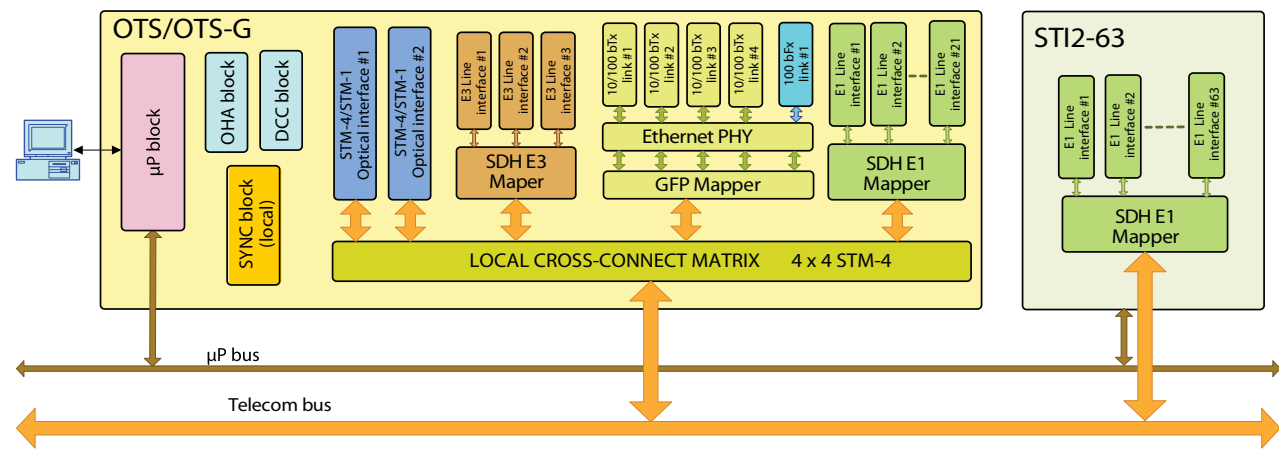 OTS/OTS-G
µP block
OHA block
DCC block
SYNC block
(local)
STM-4/STM-1
Optical interface #1
STM-4/STM-1
Optical interface #2
E3 Line
interface #1
E3 Line
interface #2
E3 Line
interface #3
SDH E3
Maper
10/100 bTx
link #1
10/100 bTx
link #2
10/100 bTx
link #3
10/100 bTx
link #4
100 bFx
link #1
Ethernet PHY
GFP Mapper
E1 Line
interface #1
E1 Line
interface #2
E1 Line
interface #21
SDH E1
Mapper
LOCAL CROSS-CONNECT MATRIX 4 x 4 STM-4
STI2-63
E1 Line
interface #1
E1 Line
interface #2
E1 Line
interface #63
SDH E1
Mapper
µP bus
Telecom bus